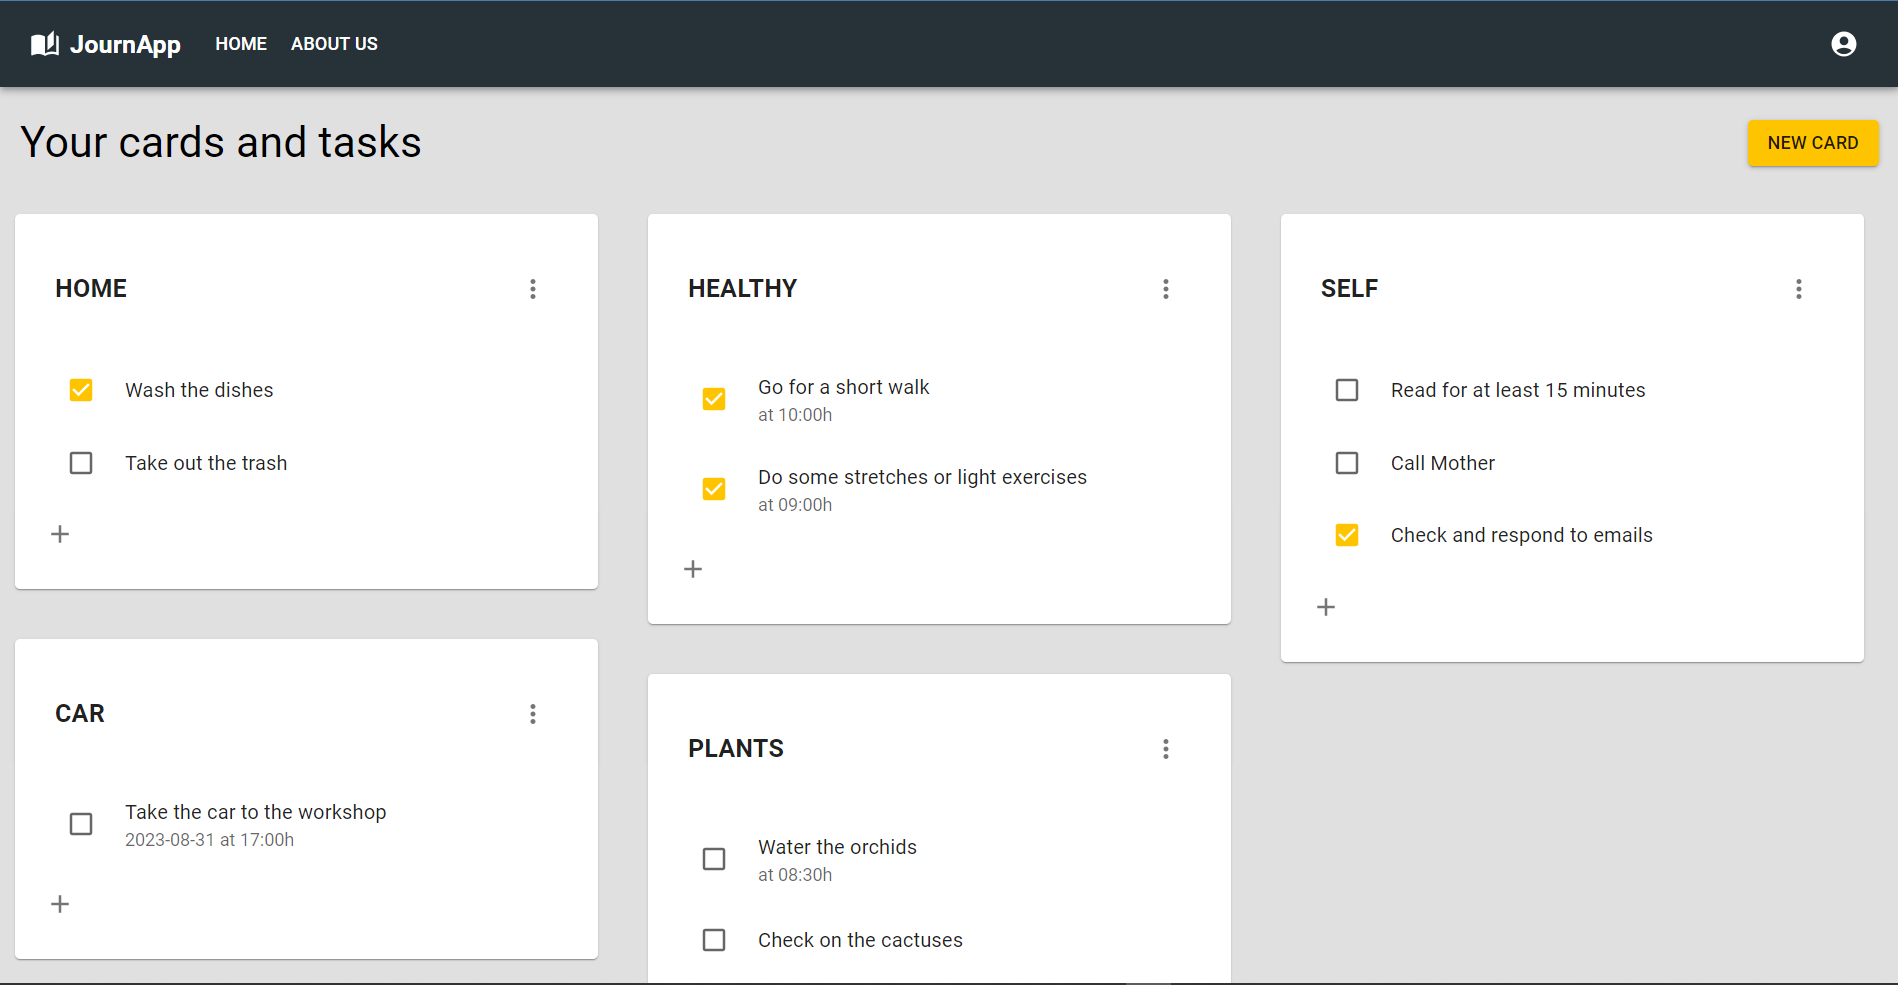 JournApp HOME ABOUT US
Your cards and tasks
NEW CARD
HOME
Wash the dishes
Take out the trash
HEALTHY
Go for a short walk
at 10:00h
Do some stretches or light exercises
at 09:00h
SELF
Read for at least 15 minutes
Call Mother
Check and respond to emails
CAR
Take the car to the workshop
2023-08-31 at 17:00h
PLANTS
Water the orchids
at 08:30h
Check on the cactuses